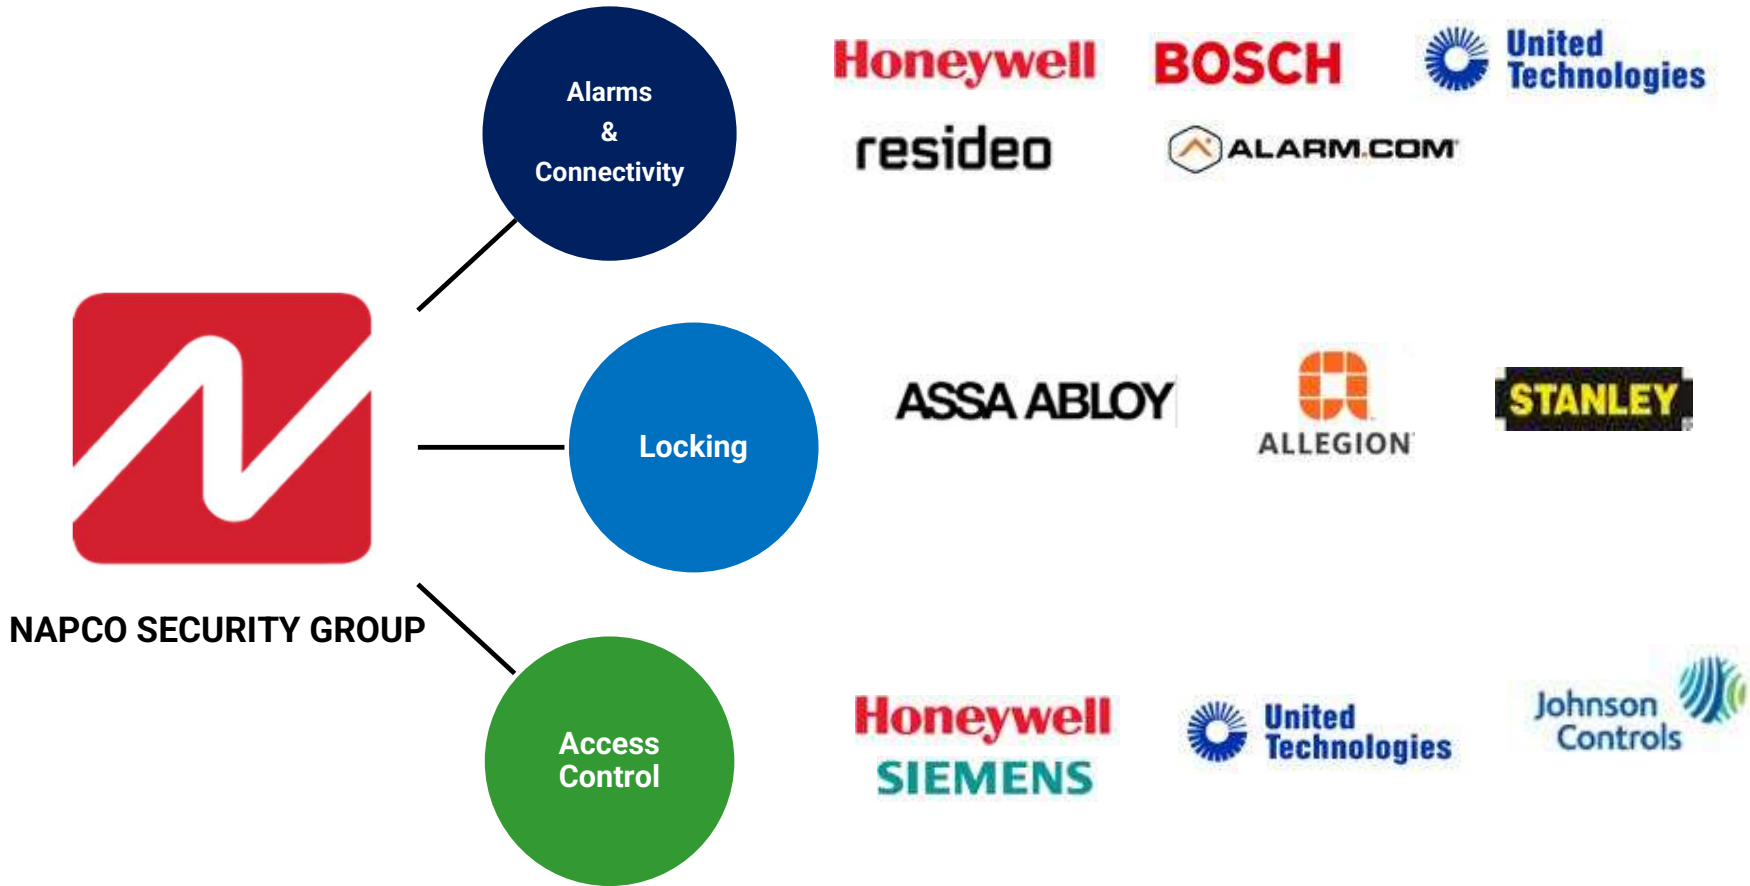 Alarms
&
Connectivity
Honeywell
BOSCH
United
Technologies
resideo
ALARM.COM
NAPCO SECURITY GROUP
Locking
ASSA ABLOY
ALLEGION
STANLEY
Access
Control
Honeywell
SIEMENS
United
Technologies
Johnson
Controls